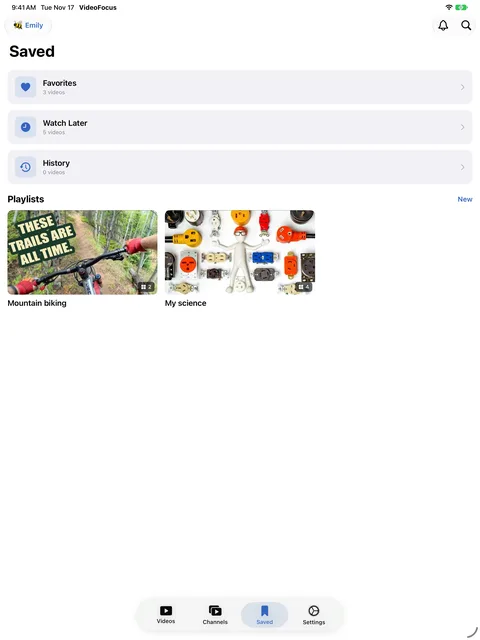 9:41 AM Tue Nov 17 VideoFocus
Emily
Saved
Favorites
3 videos
Watch Later
5 videos
History
0 videos
Playlists
New
THESE
TRAILS ARE
ALL TIME.
2
4
Mountain biking
My science
Videos
Channels
Saved
Settings